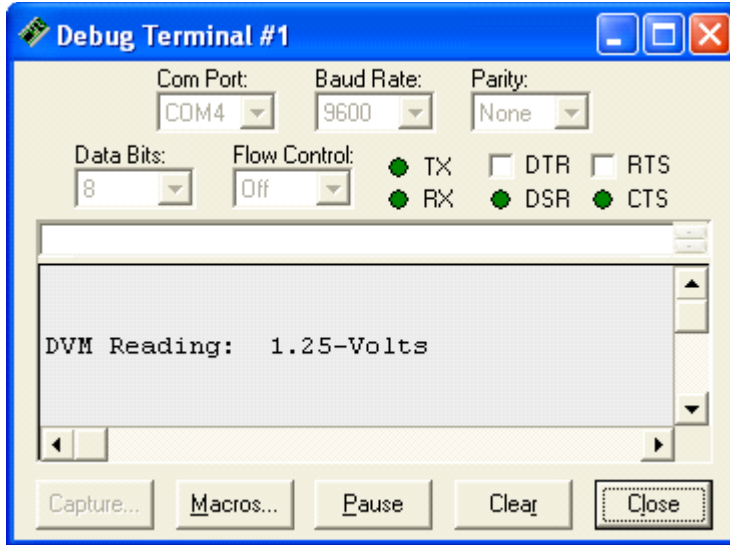 Debug Terminal #1
Com Port: Baud Rate: Parity:
COM4 9600 None
Data Bits: Flow Control: TX DTR RTS
8 Off RX DSR CTS
DVM Reading:  1.25-Volts
Capture... Macros... Pause Clear Close